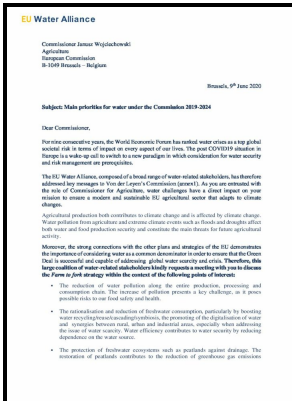 EU Water Alliance
Commissioner Janusz Wojciechowski
Agriculture
European Commission
B-3049 Brussels – Belgium
Brussels, 9th June 2020
Subject: Main priorities for water under the Commission 2019-2024
Dear Commissioner,
For nine consecutive years, the World Economic Forum has ranked water crises as a top global
societal risk in terms of impact on every aspect of our lives. The post COVID19 situation in
Europe is a wake-up call to switch to a new paradigm in which consideration for water security
and risk management are prerequisites.
The EU Water Alliance, composed of a broad range of water-related stakeholders, has therefore
addressed key messages to Von der Leyen's Commission (annex1). As you are entrusted with
the role of Commissioner for Agriculture, water challenges have a direct impact on your
mission to ensure a modern and sustainable EU agricultural sector that adapts to climate
changes.
Agricultural production both contributes to climate change and is affected by climate change.
Water pollution from agriculture and extreme climate events such as floods and droughts affect
both water and food production security and constitute the main threats for future agricultural
activity.
Moreover, the strong connections with the other plans and strategies of the EU demonstrates
the importance of considering water as a common denominator in order to ensure that the Green
Deal is successful and capable of addressing global water scarcity and crisis. Therefore, this
large coalition of water-related stakeholders kindly requests a meeting with you to discuss
the Farm to fork strategy within the context of the following points of interest:
• The reduction of water pollution along the entire production, processing and
consumption chain. The increase of pollution presents a key challenge, as it poses
possible risks to our food safety and health.
• The rationalisation and reduction of freshwater consumption, particularly by boosting
water recycling/reuse/cascading/symbiosis, the promoting of the digitalisation of water
and synergies between rural, urban and industrial areas, especially when addressing
the issue of water scarcity. Water efficiency contributes to water security by reducing
dependence on the water source.
• The protection of freshwater ecosystems such as peatlands against drainage. The
restoration of peatlands contributes to the reduction of greenhouse gas emissions